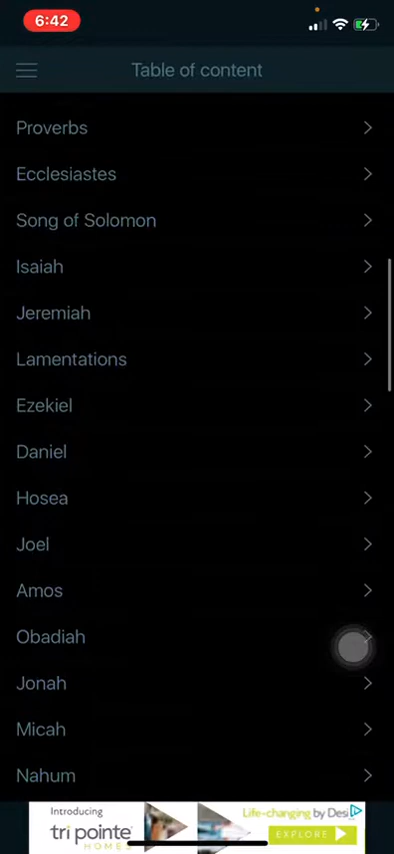 6:42
Table of content
Proverbs
Ecclesiastes
Song of Solomon
Isaiah
Jeremiah
Lamentations
Ezekiel
Daniel
Hosea
Joel
Amos
Obadiah
Jonah
Micah
Nahum
Introducing
tri pointe
HOMES
Life-changing by Desi
EXPLORE